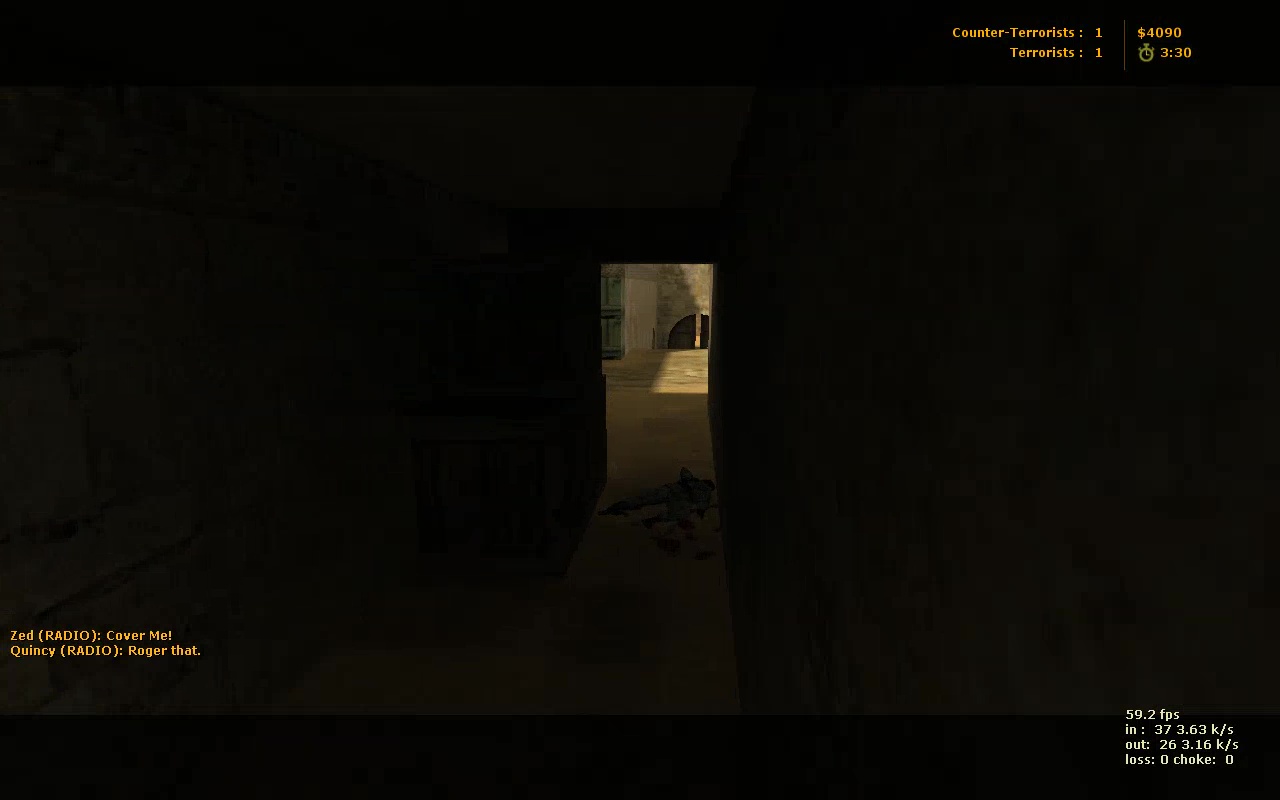 Counter-Terrorists : 1 $4090
Terrorists : 1 3:30
Zed (RADIO): Cover Me!
Quincy (RADIO): Roger that.
59.2 fps
in : 37 3.63 k/s
out: 26 3.16 k/s
loss: 0 choke: 0